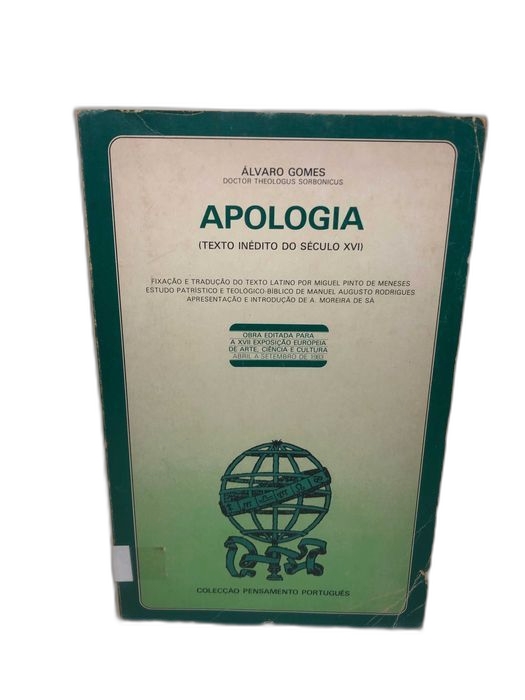 ÁLVARO GOMES
DOCTOR THEOLOGUS SORBONICUS
APOLOGIA
(TEXTO INÉDITO DO SÉCULO XVI)
FIXAÇÃO E TRADUÇÃO DO TEXTO LATINO POR MIGUEL PINTO DE MENESES
ESTUDO PATRÍSTICO E TEOLÓGICO-BÍBLICO DE MANUEL AUGUSTO RODRIGUES
APRESENTAÇÃO E INTRODUÇÃO DE A. MOREIRA DE SÁ
OBRA EDITADA PARA
A XVII EXPOSIÇÃO EUROPEIA
DE ARTE, CIÊNCIA E CULTURA
ABRIL A SETEMBRO DE 1983
COLECÇÃO PENSAMENTO PORTUGUÊS